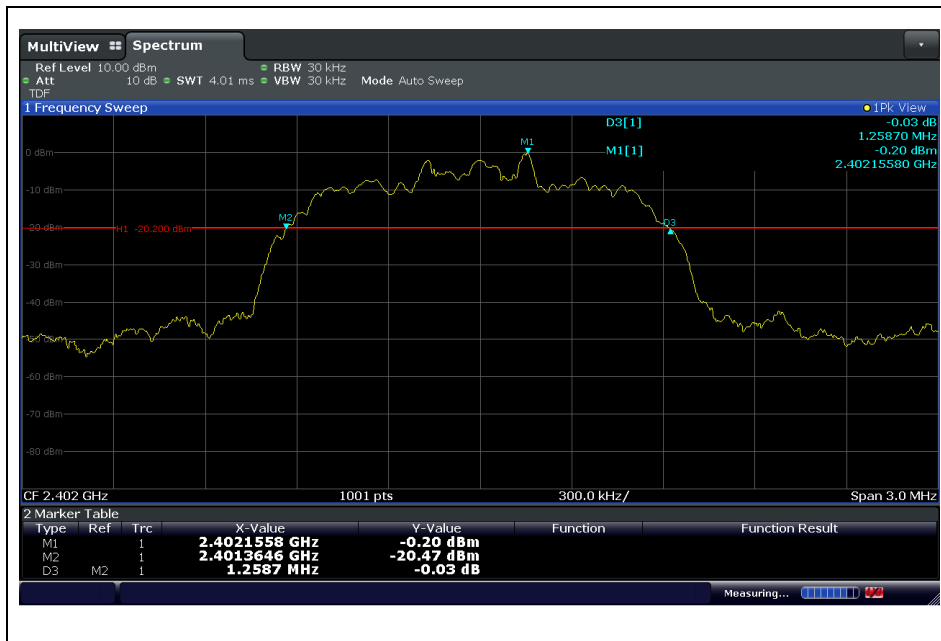 MultiView Spectrum
Ref Level 10.00 dBm RBW 30 kHz
Att 10 dB SWT 4.01 ms VBW 30 kHz Mode Auto Sweep
TDF
1 Frequency Sweep 1Pk View
D3[1] -0.03 dB
1.25870 MHz
M1[1] -0.20 dBm
2.40215580 GHz
M1
0 dBm
-10 dBm
M2
D3
-20 dBm
H1 -20.200 dBm
-30 dBm
-40 dBm
-60 dBm
-70 dBm
-80 dBm
CF 2.402 GHz 1001 pts 300.0 kHz/ Span 3.0 MHz
2 Marker Table
Type Ref Trc X-Value Y-Value Function Function Result
M1 1 2.4021558 GHz -0.20 dBm
M2 1 2.4013646 GHz -20.47 dBm
D3 M2 1 1.2587 MHz -0.03 dB
Measuring...